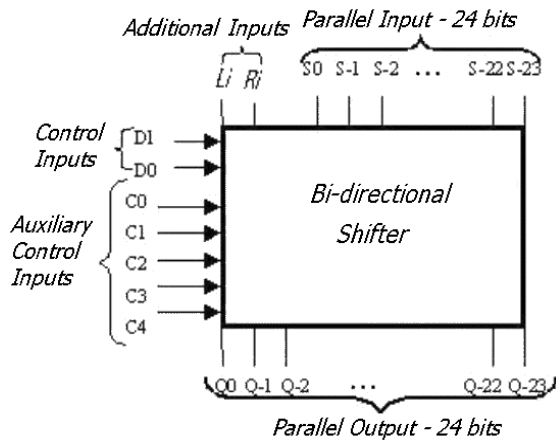 Additional Inputs
Parallel Input - 24 bits
Li Ri
S0 S-1 S-2 ... S-22 S-23
Control
Inputs
D1
D0
Auxiliary
Control
Inputs
C0
C1
C2
C3
C4
Bi-directional
Shifter
Q0 Q-1 Q-2 ... Q-22 Q-23
Parallel Output - 24 bits